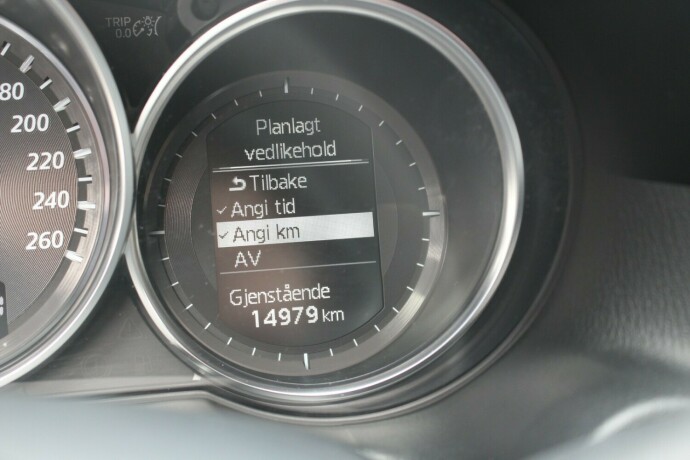 TRIP
0.0
80
200
220
240
260
Planlagt
vedlikehold
Tilbake
Angi tid
Angi km
AV
Gjenstående
14979 km